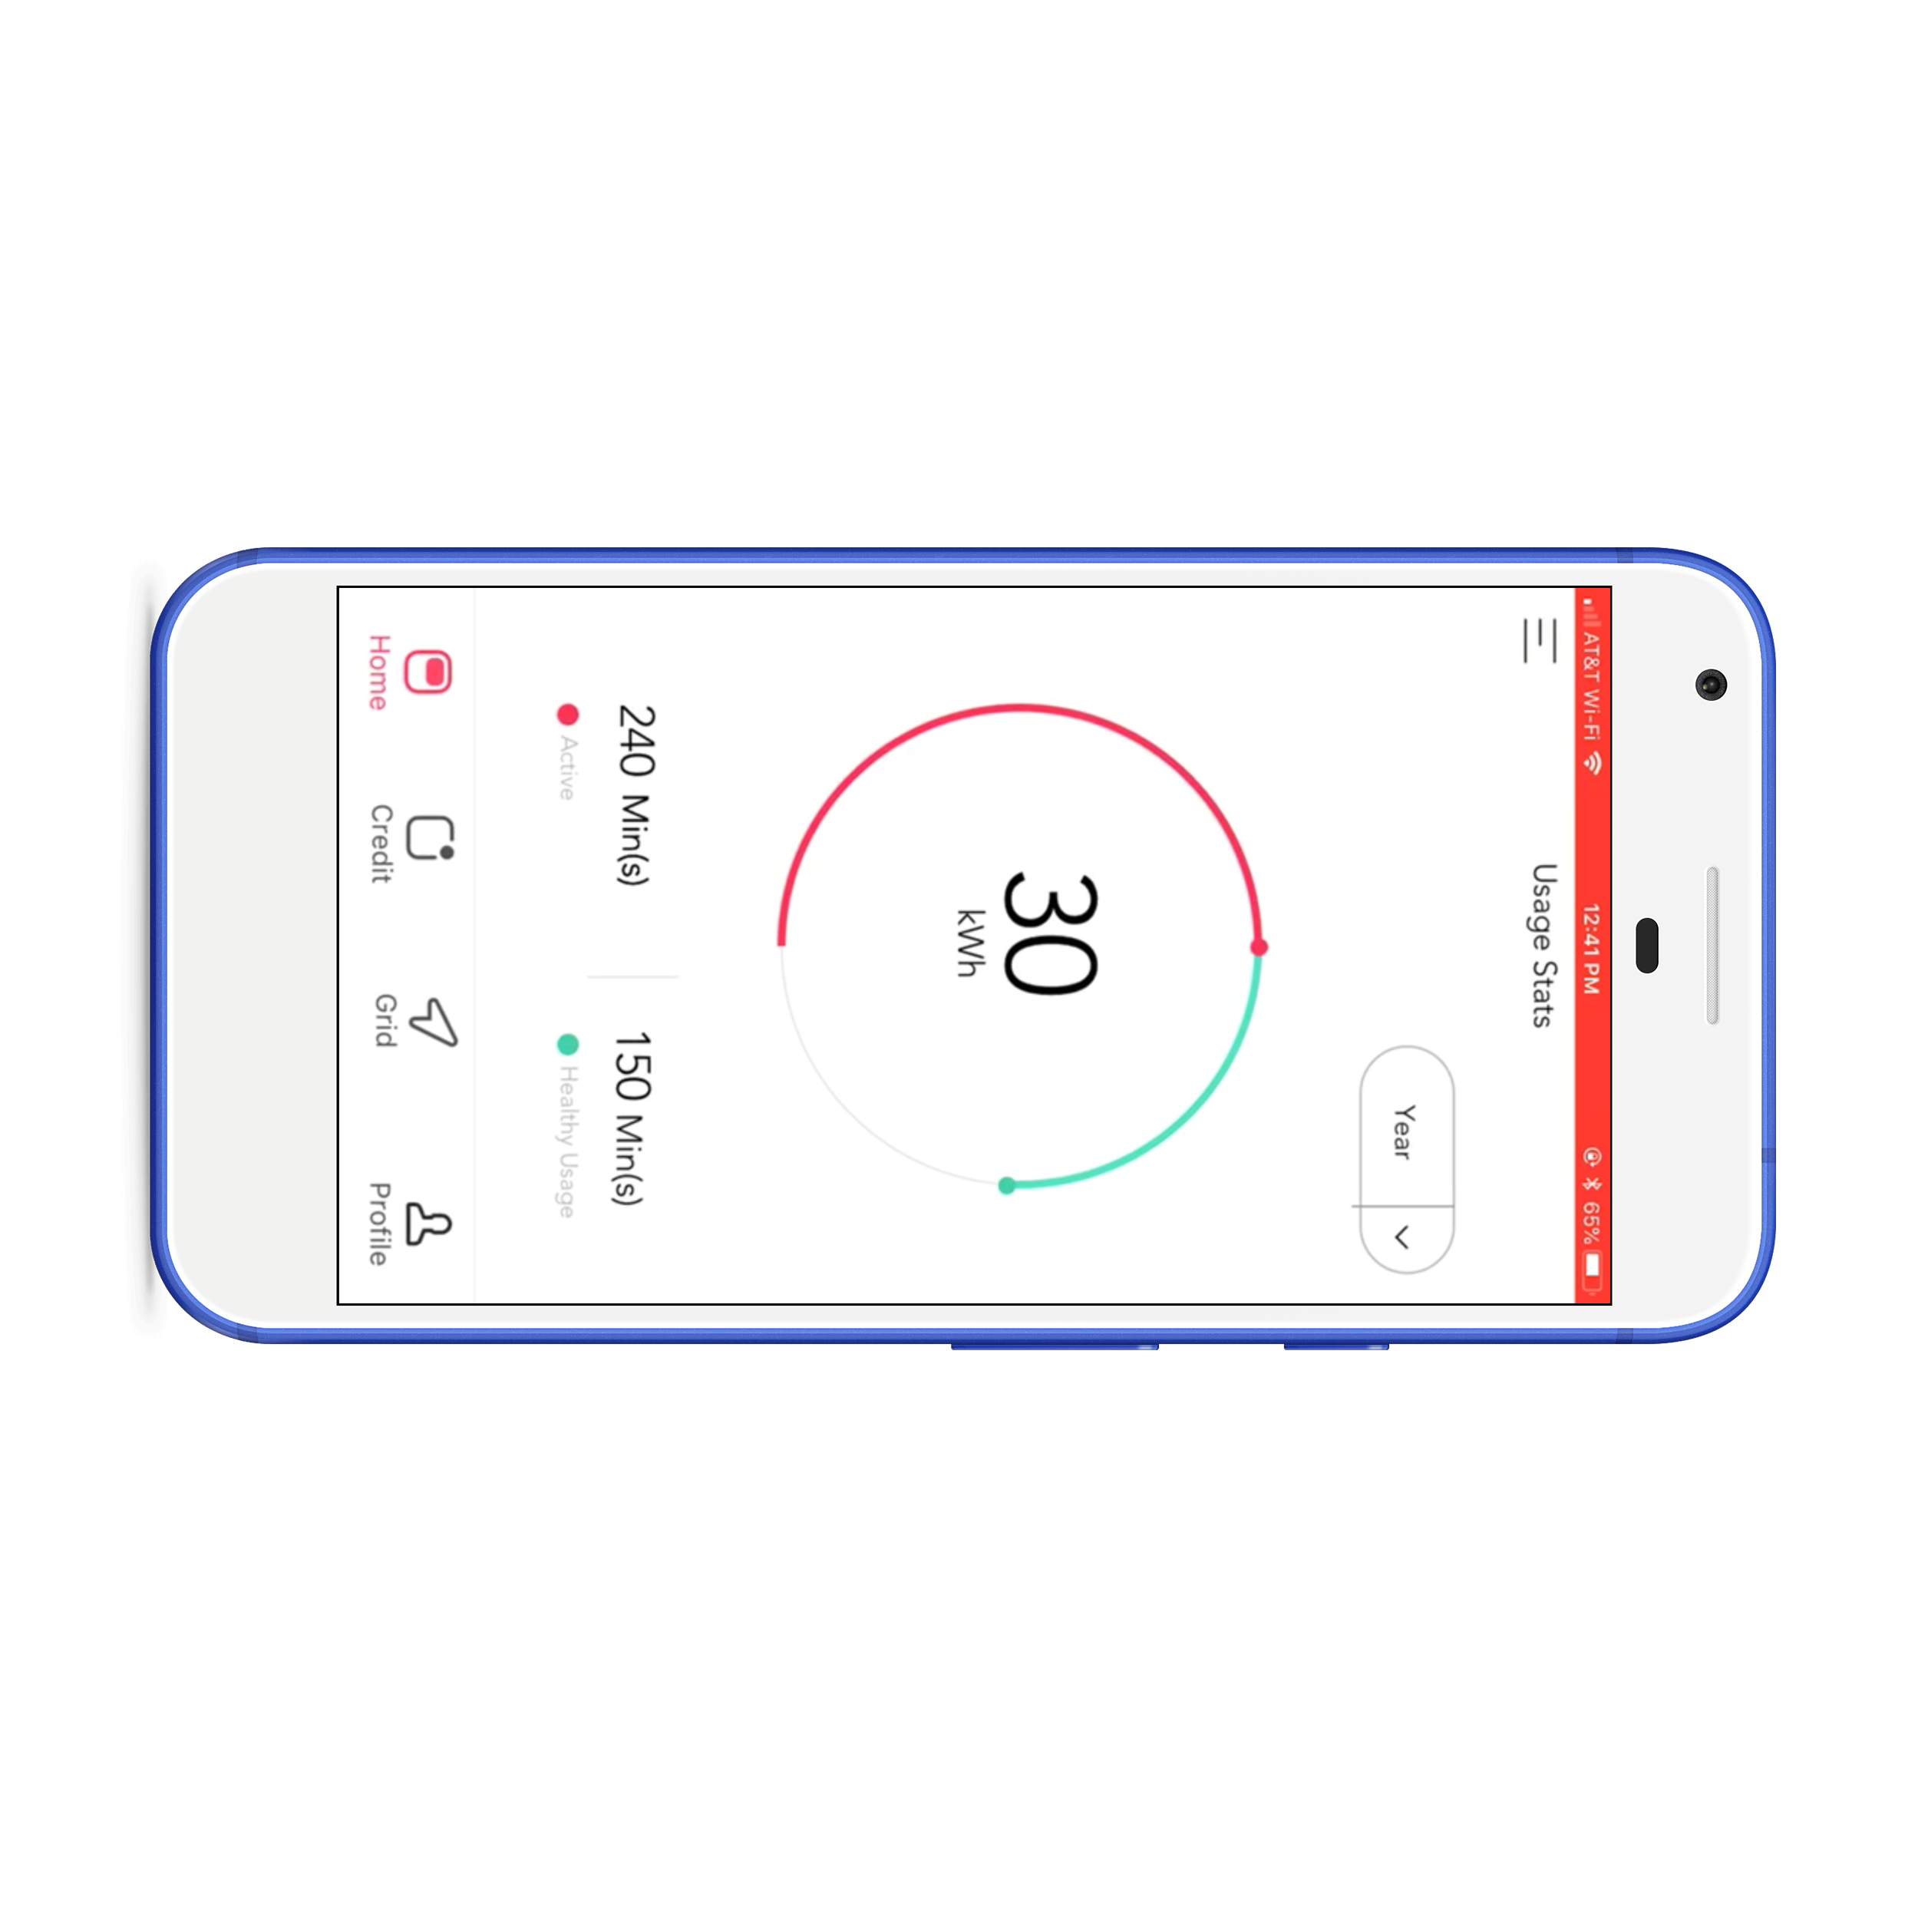 AT&T Wi-Fi 12:41 PM 65%
Usage Stats
Year
30
kWh
240 Min(s) 150 Min(s)
Active Healthy Usage
Home Credit Grid Profile